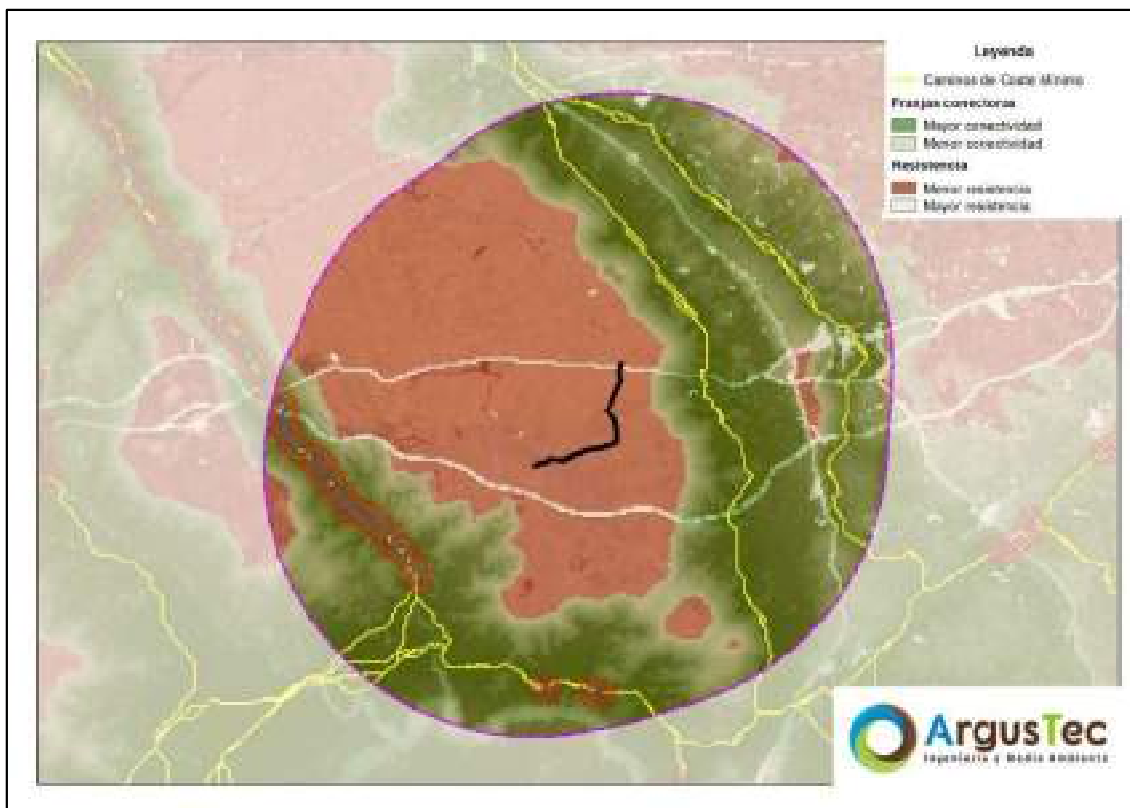 Leyenda
Caminos de Coste Mínimo
Franjas conectoras
Mayor conectividad
Menor conectividad
Resistencia
Menor resistencia
Mayor resistencia
ArgusTec
Ingeniería y Medio Ambiente